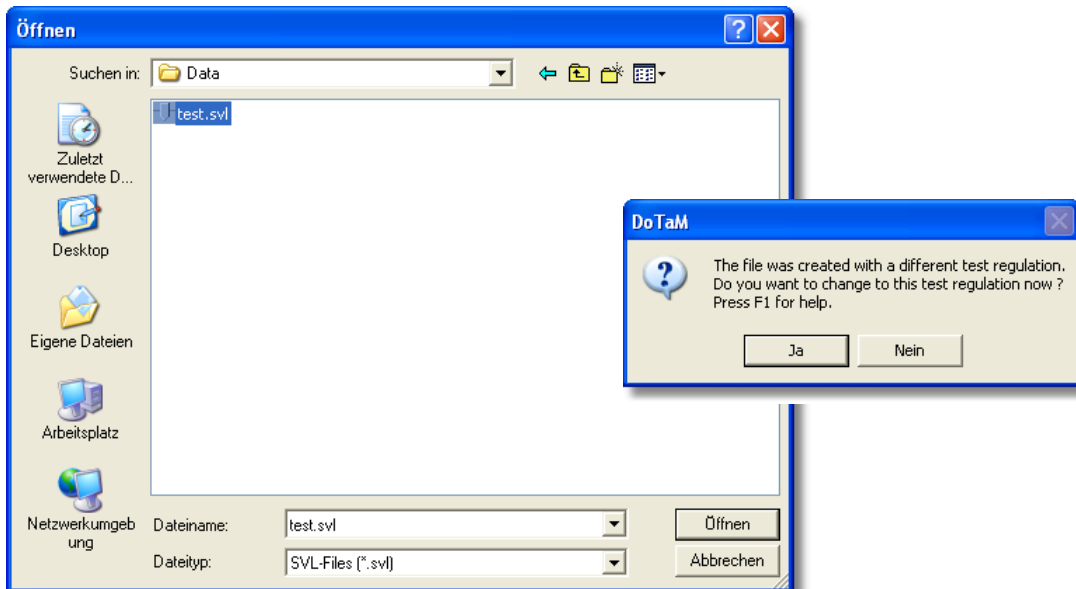 Öffnen
Suchen in:
Data
test.svl
Zuletzt
verwendete D...
Desktop
Eigene Dateien
Arbeitsplatz
Netzwerkumgeb
ung
Dateiname:
test.svl
Öffnen
Dateityp:
SVL-Files (*.svl)
Abbrechen
DoTaM
The file was created with a different test regulation.
Do you want to change to this test regulation now ?
Press F1 for help.
Ja
Nein